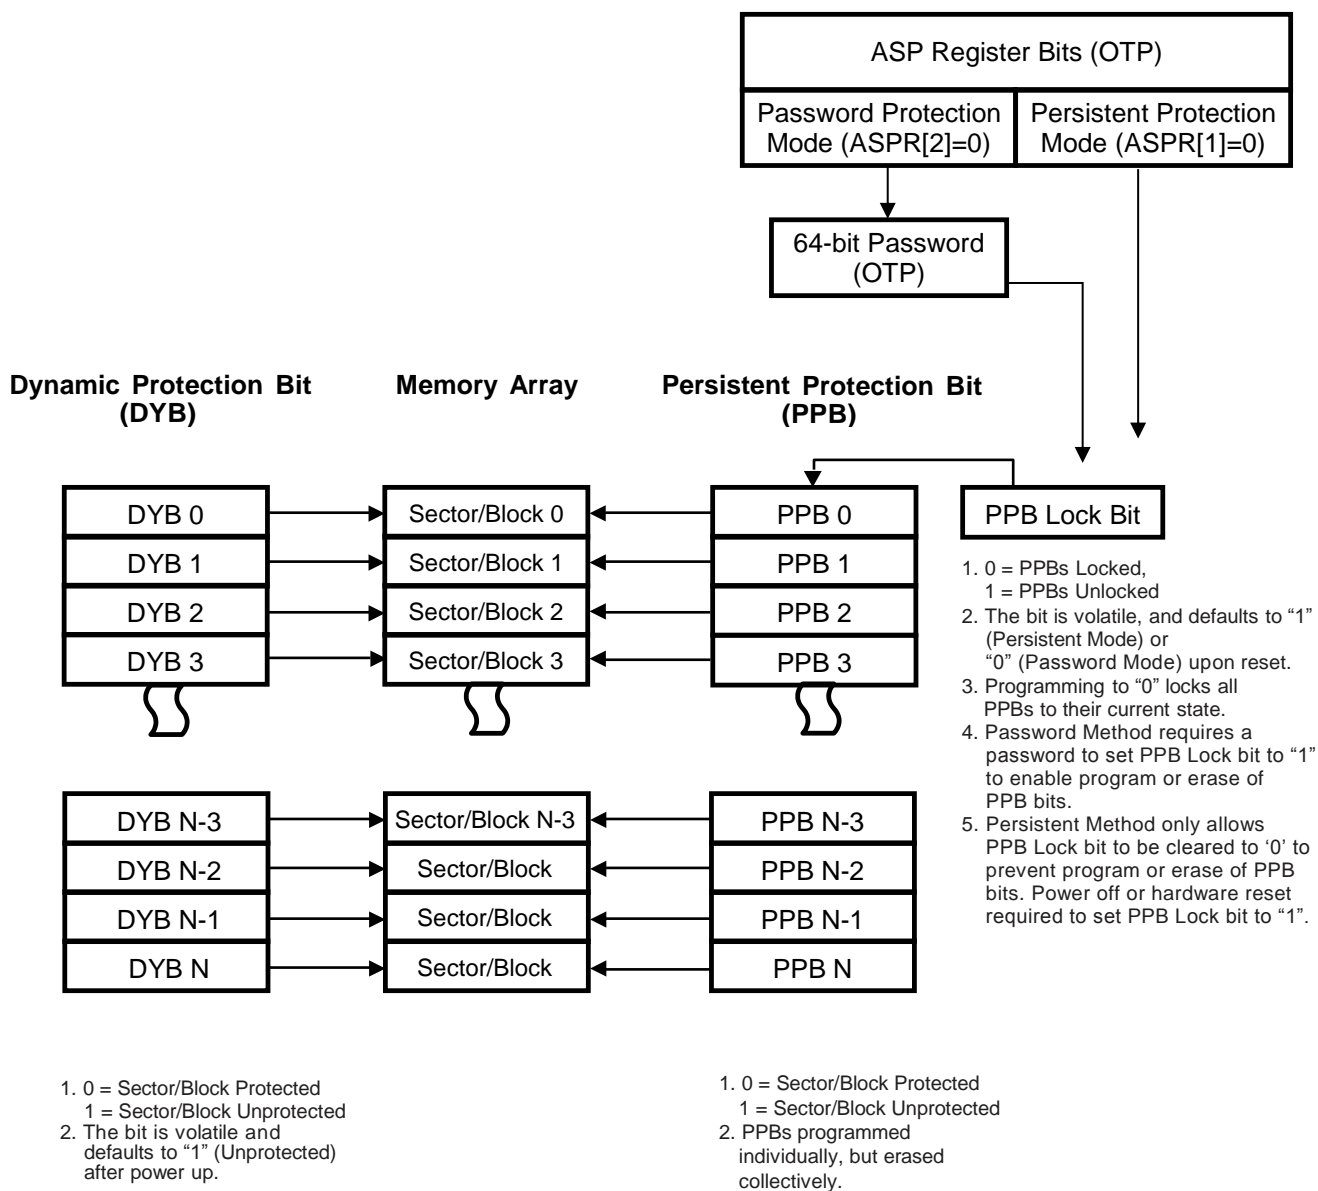 ASP Register Bits (OTP)
Password Protection
Mode (ASPR[2]=0)
Persistent Protection
Mode (ASPR[1]=0)
64-bit Password
(OTP)
Dynamic Protection Bit
(DYB)
Memory Array
Persistent Protection Bit
(PPB)
DYB 0
Sector/Block 0
PPB 0
PPB Lock Bit
DYB 1
Sector/Block 1
PPB 1
DYB 2
Sector/Block 2
PPB 2
DYB 3
Sector/Block 3
PPB 3
1. 0 = PPBs Locked,
1 = PPBs Unlocked
2. The bit is volatile, and defaults to “1”
(Persistent Mode) or
“0” (Password Mode) upon reset.
3. Programming to “0” locks all
PPBs to their current state.
4. Password Method requires a
password to set PPB Lock bit to “1”
to enable program or erase of
PPB bits.
5. Persistent Method only allows
PPB Lock bit to be cleared to ‘0’ to
prevent program or erase of PPB
bits. Power off or hardware reset
required to set PPB Lock bit to “1”.
DYB N-3
Sector/Block N-3
PPB N-3
DYB N-2
Sector/Block
PPB N-2
DYB N-1
Sector/Block
PPB N-1
DYB N
Sector/Block
PPB N
1. 0 = Sector/Block Protected
1 = Sector/Block Unprotected
2. The bit is volatile and
defaults to “1” (Unprotected)
after power up.
1. 0 = Sector/Block Protected
1 = Sector/Block Unprotected
2. PPBs programmed
individually, but erased
collectively.